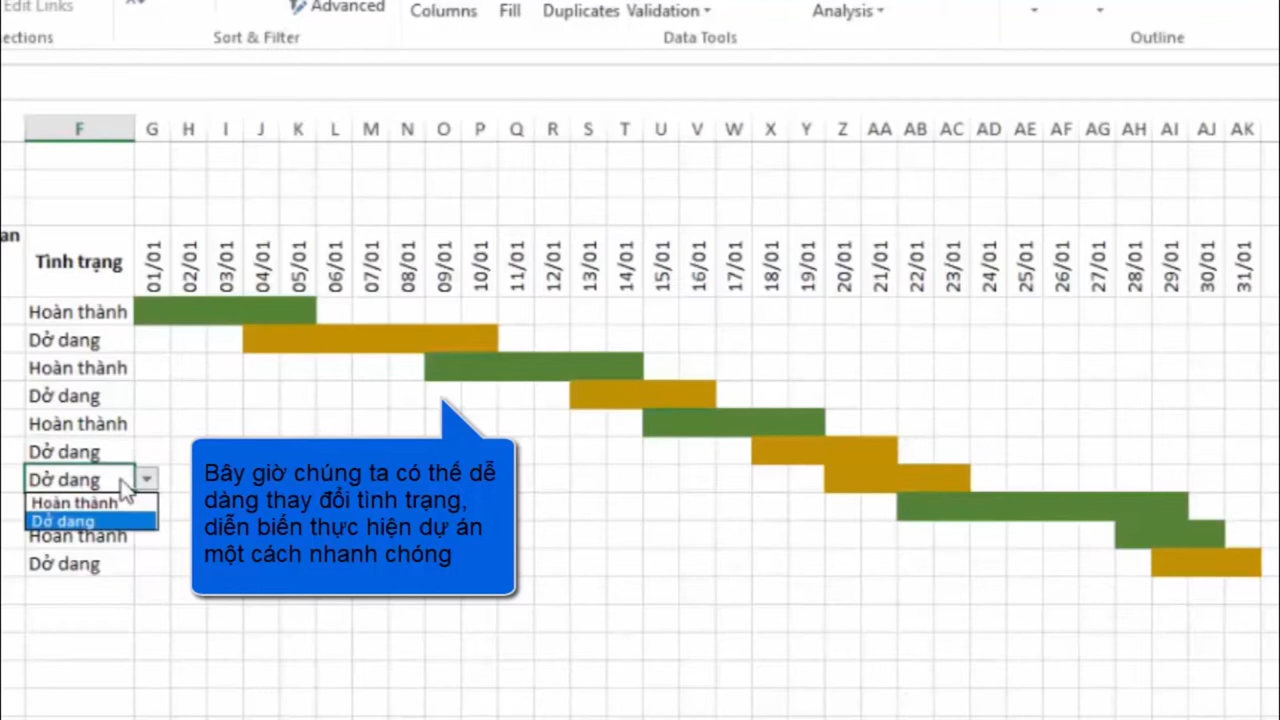 Edit Links
Advanced
Columns Fill Duplicates Validation Analysis
ections Sort & Filter Data Tools Outline
F G H I J K L M N O P Q R S T U V W X Y Z AA AB AC AD AE AF AG AH AI AJ AK
an
Tình trạng 01/01 02/01 03/01 04/01 05/01 06/01 07/01 08/01 09/01 10/01 11/01 12/01 13/01 14/01 15/01 16/01 17/01 18/01 19/01 20/01 21/01 22/01 23/01 24/01 25/01 26/01 27/01 28/01 29/01 30/01 31/01
Hoàn thành
Dở dang
Hoàn thành
Dở dang
Hoàn thành
Dở dang
Dở dang
Hoàn thành
Dở dang
Hoàn thành
Dở dang
Bây giờ chúng ta có thể dễ
dàng thay đổi tình trạng,
diễn biến thực hiện dự án
một cách nhanh chóng